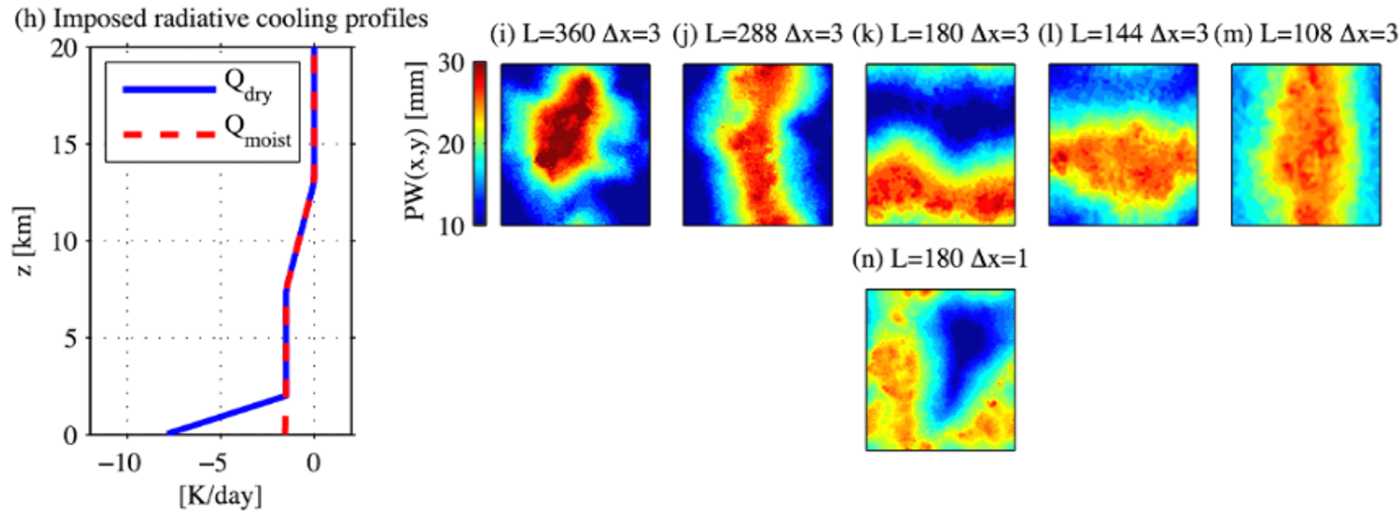 (h) Imposed radiative cooling profiles
20
15
10
5
0
z [km]
Q_dry
Q_moist
−10 −5 0
[K/day]
PW(x,y) [mm]
30
20
10
(i) L=360 Δx=3
(j) L=288 Δx=3
(k) L=180 Δx=3
(l) L=144 Δx=3
(m) L=108 Δx=3
(n) L=180 Δx=1